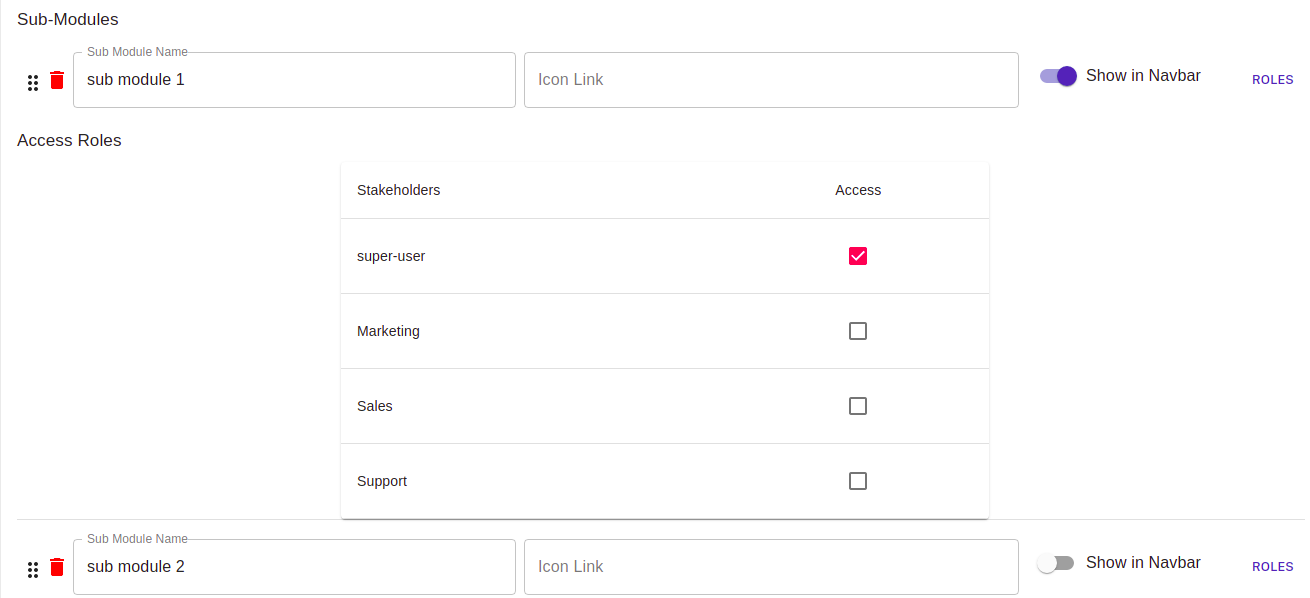 Sub-Modules
Sub Module Name
sub module 1
Icon Link
Show in Navbar
ROLES
Access Roles
Stakeholders Access
super-user
Marketing
Sales
Support
Sub Module Name
sub module 2
Icon Link
Show in Navbar
ROLES